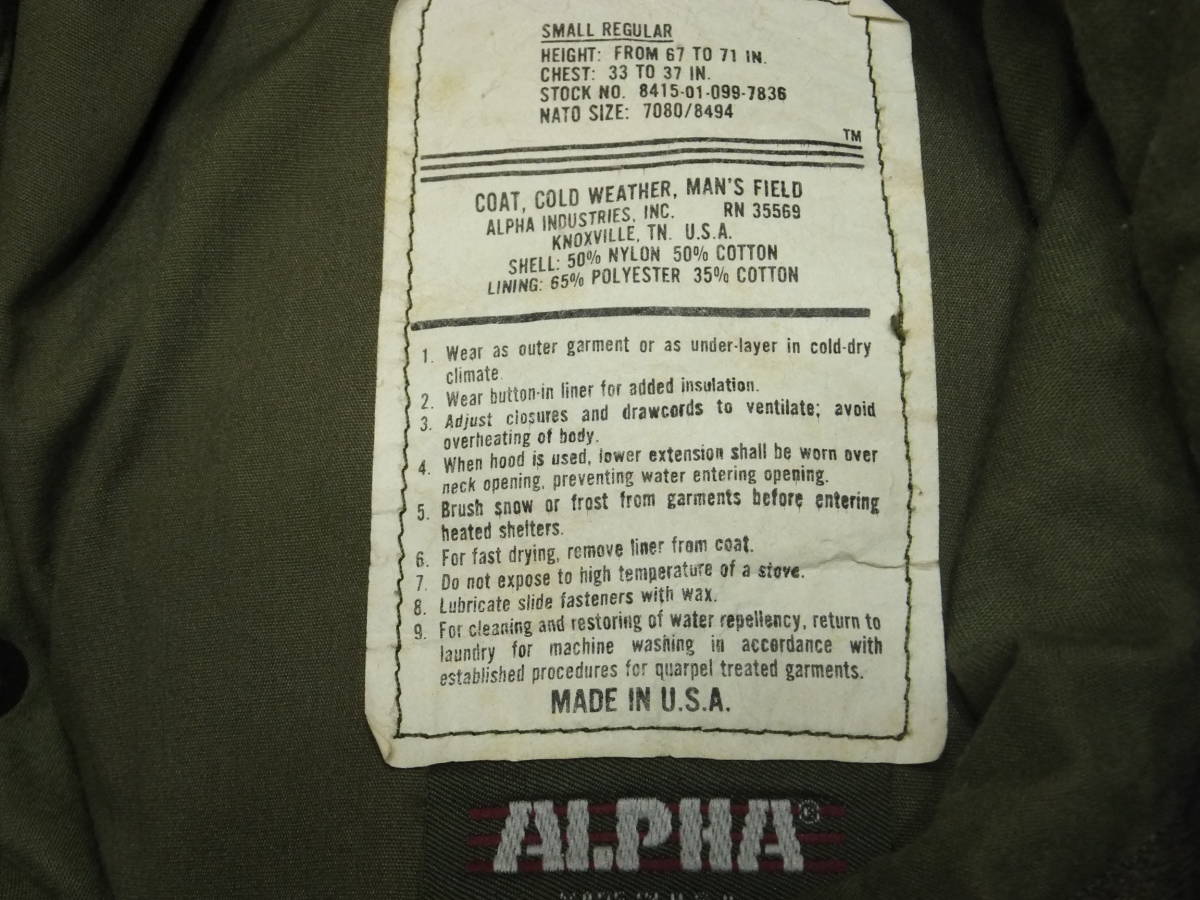 SMALL REGULAR
HEIGHT: FROM 67 TO 71 IN.
CHEST: 33 TO 37 IN.
STOCK NO. 8415-01-099-7836
NATO SIZE: 7080/8494
TM
COAT, COLD WEATHER, MAN'S FIELD
ALPHA INDUSTRIES, INC. RN 35569
KNOXVILLE, TN. U.S.A.
SHELL: 50% NYLON 50% COTTON
LINING: 65% POLYESTER 35% COTTON
1. Wear as outer garment or as under-layer in cold-dry
climate.
2. Wear button-in liner for added insulation.
3. Adjust closures and drawcords to ventilate; avoid
overheating of body.
4. When hood is used, lower extension shall be worn over
neck opening, preventing water entering opening.
5. Brush snow or frost from garments before entering
heated shelters.
6. For fast drying, remove liner from coat.
7. Do not expose to high temperature of a stove.
8. Lubricate slide fasteners with wax.
9. For cleaning and restoring of water repellency, return to
laundry for machine washing in accordance with
established procedures for quarpel treated garments.
MADE IN U.S.A.
ALPHA®